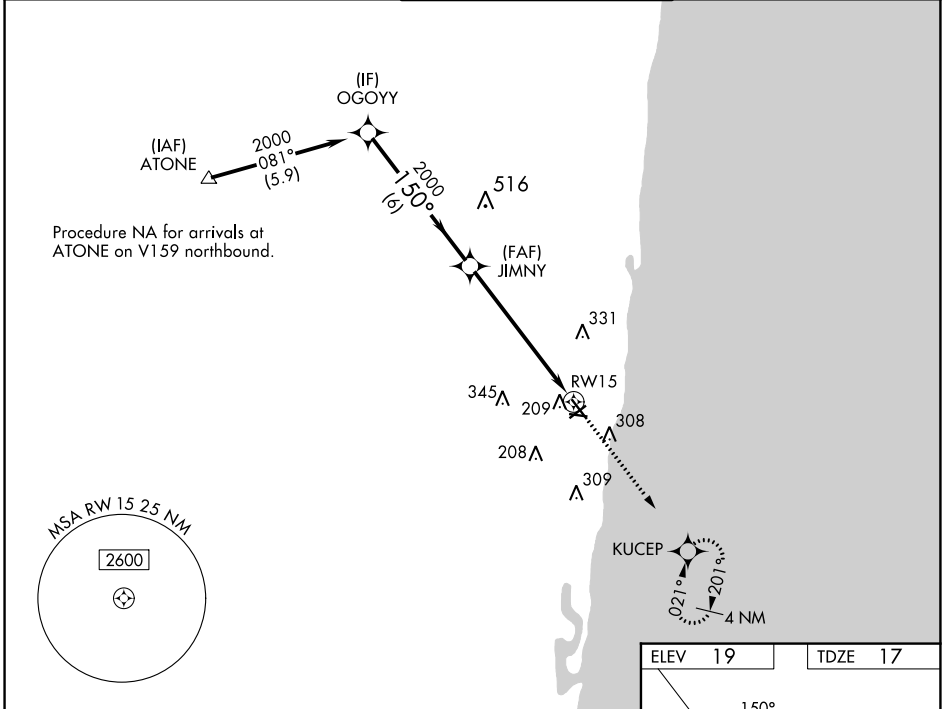 (IF)
OGOYY
(IAF)
ATONE
2000
081°
(5.9)
2000
150°
(6)
516
Procedure NA for arrivals at
ATONE on V159 northbound.
(FAF)
JIMNY
331
RW15
345
209
308
208
309
MSA RW 15 25 NM
2600
KUCEP
021°
201°
4 NM
ELEV 19
TDZE 17
150°